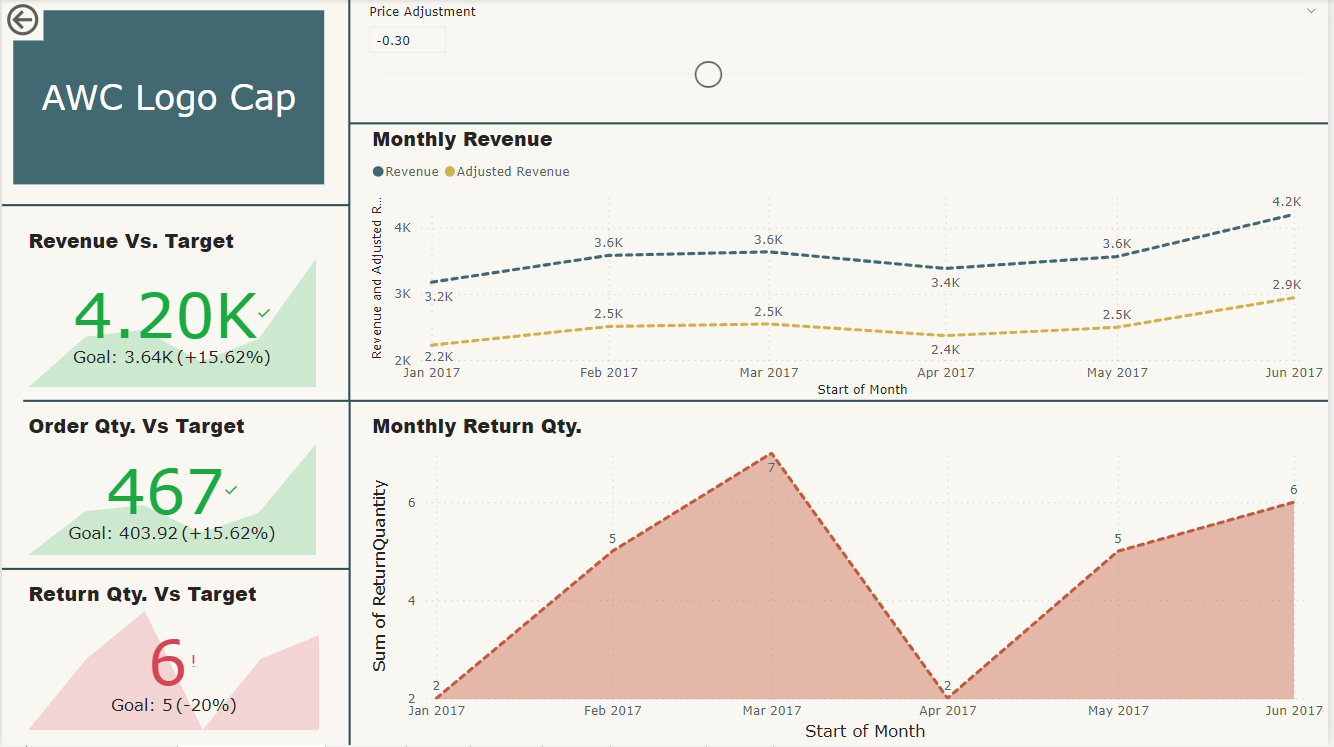 AWC Logo Cap
Price Adjustment
-0.30
Revenue Vs. Target
4.20K
Goal: 3.64K (+15.62%)
Order Qty. Vs Target
467
Goal: 403.92 (+15.62%)
Return Qty. Vs Target
6!
Goal: 5 (-20%)
Monthly Revenue
Revenue Adjusted Revenue
Revenue and Adjusted R...
4K
3K
2K
3.2K
3.6K
3.6K
3.4K
3.6K
4.2K
2.2K
2.5K
2.5K
2.4K
2.5K
2.9K
Jan 2017 Feb 2017 Mar 2017 Apr 2017 May 2017 Jun 2017
Start of Month
Monthly Return Qty.
Sum of ReturnQuantity
6
4
2
2
5
7
2
5
6
Jan 2017 Feb 2017 Mar 2017 Apr 2017 May 2017 Jun 2017
Start of Month